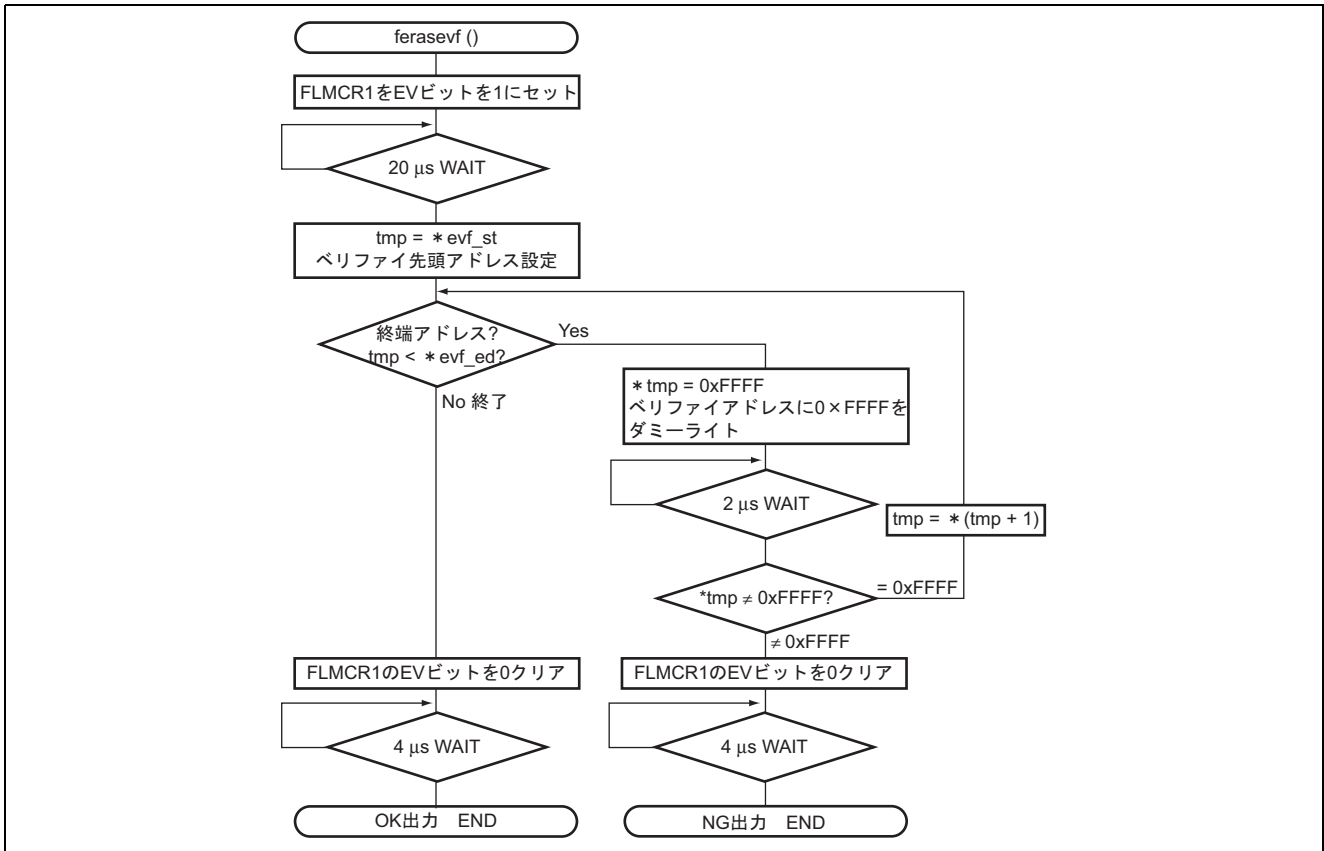 ferasevf ()
FLMCR1をEVビットを1にセット
20 μs WAIT
tmp = ＊evf_st
ベリファイ先頭アドレス設定
終端アドレス?
tmp < ＊evf_ed?
Yes
No 終了
＊tmp = 0xFFFF
ベリファイアドレスに0×FFFFを
ダミーライト
2 μs WAIT
tmp = ＊(tmp + 1)
*tmp ≠ 0xFFFF?
= 0xFFFF
≠ 0xFFFF
FLMCR1のEVビットを0クリア
FLMCR1のEVビットを0クリア
4 μs WAIT
4 μs WAIT
OK出力　END
NG出力　END